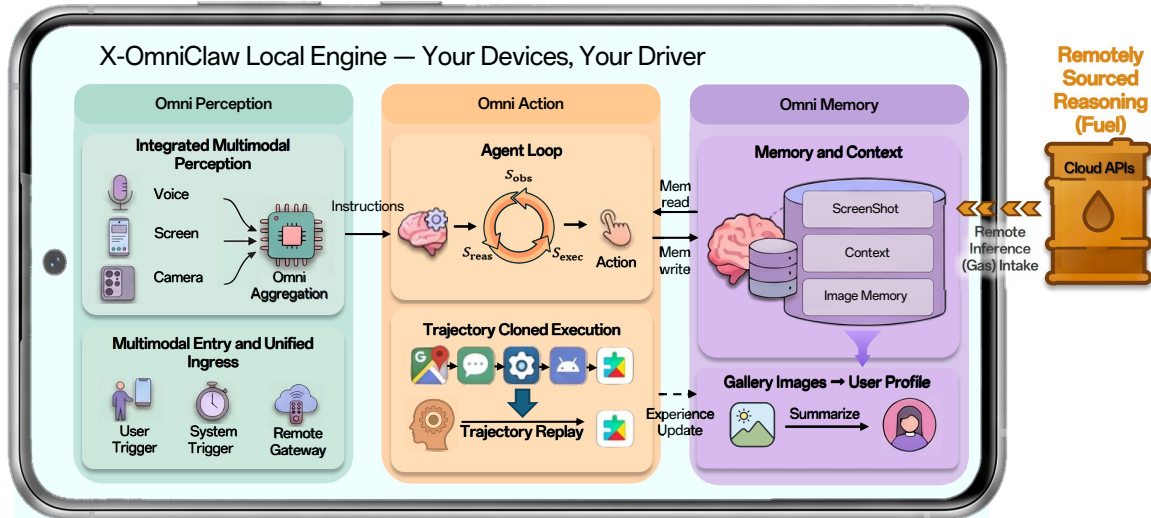 X-OmniClaw Local Engine — Your Devices, Your Driver
Omni Perception
Integrated Multimodal
Perception
Voice
Screen
Camera
Omni
Aggregation
Multimodal Entry and Unified
Ingress
User
Trigger
System
Trigger
Remote
Gateway
Instructions
Omni Action
Agent Loop
S_obs
S_reas
S_exec
Action
Trajectory Cloned Execution
G
Trajectory Replay
Mem
read
Mem
write
Experience
Update
Omni Memory
Memory and Context
ScreenShot
Context
Image Memory
Gallery Images → User Profile
Summarize
Remotely
Sourced
Reasoning
(Fuel)
Cloud APIs
Remote
Inference
(Gas) Intake